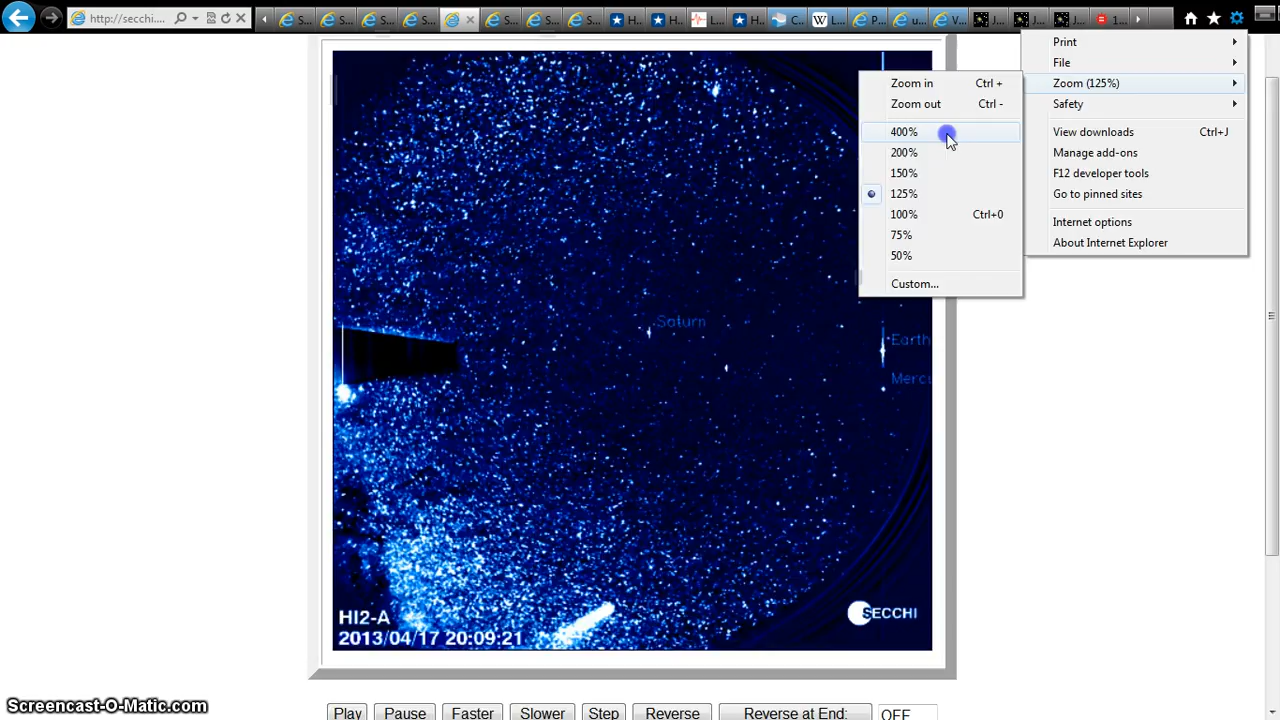 http://secchi.
S...
S...
S...
S...
S...
S...
S...
H...
H...
L...
H...
C...
W L...
P...
u...
V...
J...
J...
J...
1...
Print
File
Zoom (125%)
Safety
View downloads Ctrl+J
Manage add-ons
F12 developer tools
Go to pinned sites
Internet options
About Internet Explorer
Zoom in Ctrl +
Zoom out Ctrl -
400%
200%
150%
125%
100% Ctrl+0
75%
50%
Custom...
Saturn
Earth
Mercu
HI2-A
2013/04/17 20:09:21
SECCHI
Play Pause Faster Slower Step Reverse Reverse at End: OFF
Screencast-O-Matic.com